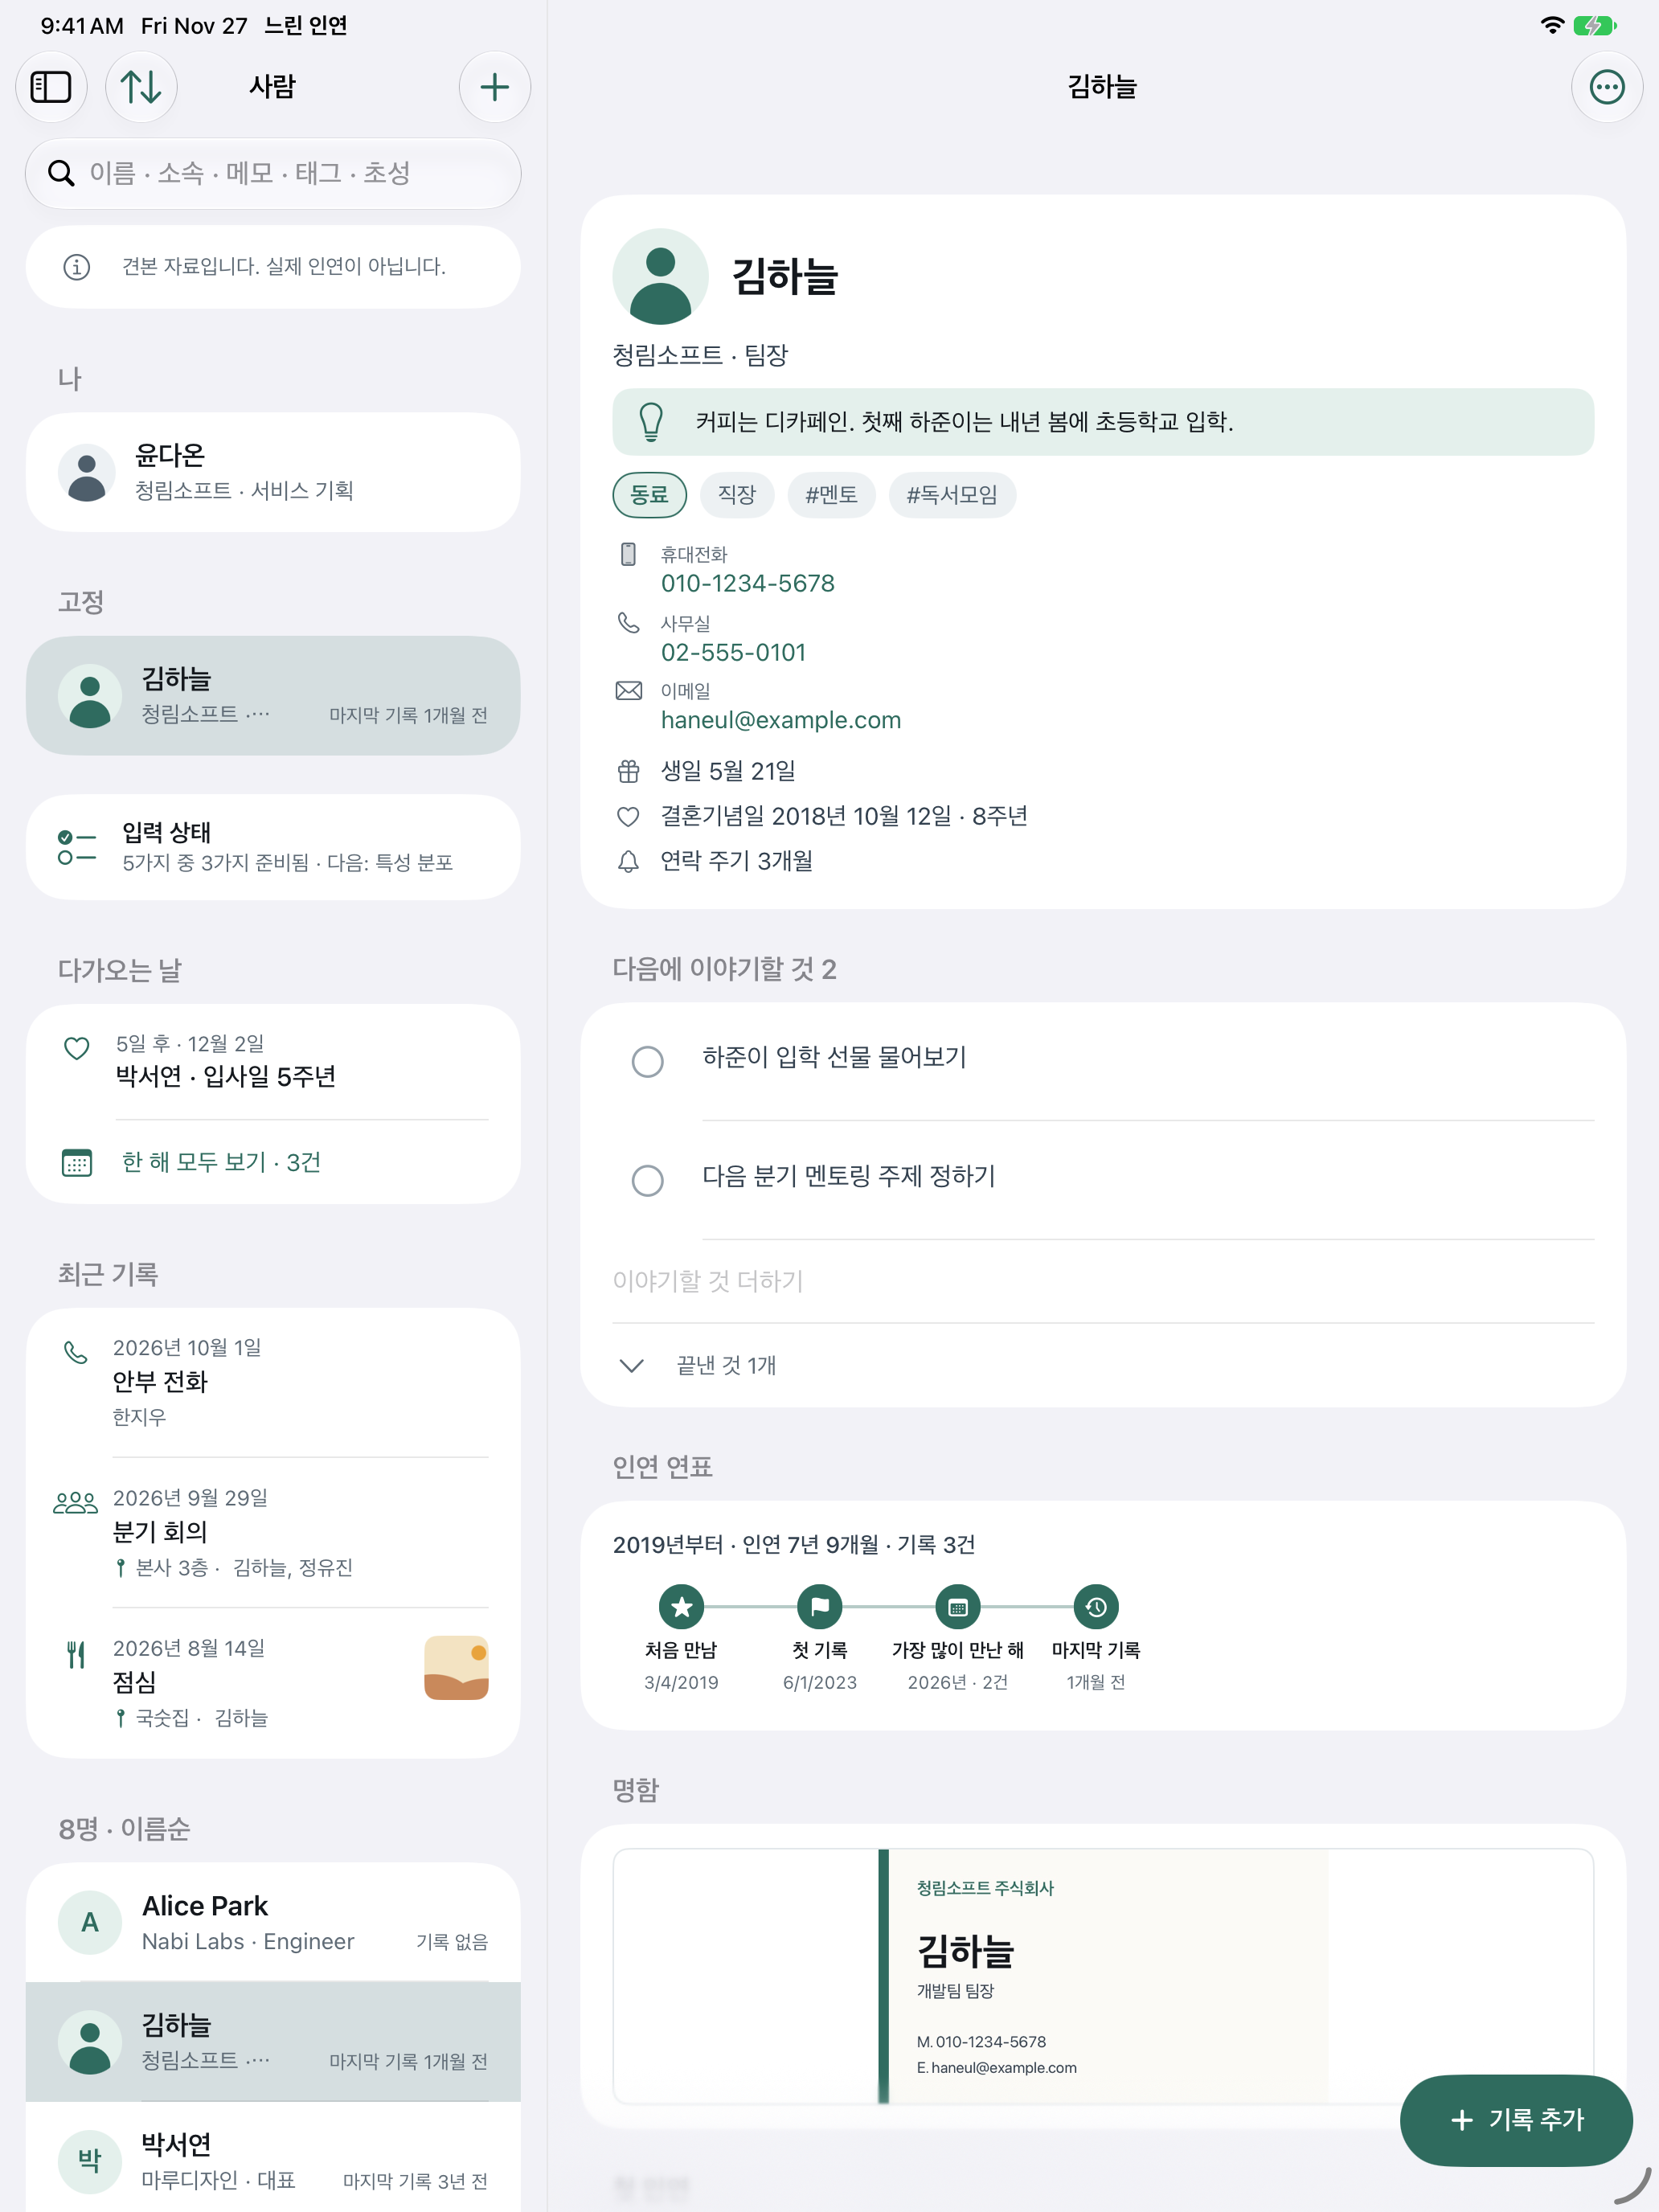 9:41 AM Fri Nov 27 느린 인연
사람
이름 · 소속 · 메모 · 태그 · 초성
견본 자료입니다. 실제 인연이 아닙니다.
나
윤다온
청림소프트 · 서비스 기획
고정
김하늘
청림소프트 ·… 마지막 기록 1개월 전
입력 상태
5가지 중 3가지 준비됨 · 다음: 특성 분포
다가오는 날
5일 후 · 12월 2일
박서연 · 입사일 5주년
한 해 모두 보기 · 3건
최근 기록
2026년 10월 1일
안부 전화
한지우
2026년 9월 29일
분기 회의
본사 3층 · 김하늘, 정유진
2026년 8월 14일
점심
국숫집 · 김하늘
8명 · 이름순
A
Alice Park
Nabi Labs · Engineer 기록 없음
김하늘
청림소프트 ·… 마지막 기록 1개월 전
박
박서연
마루디자인 · 대표 마지막 기록 3년 전
김하늘
김하늘
청림소프트 · 팀장
커피는 디카페인. 첫째 하준이는 내년 봄에 초등학교 입학.
동료 직장 #멘토 #독서모임
휴대전화
010-1234-5678
사무실
02-555-0101
이메일
haneul@example.com
생일 5월 21일
결혼기념일 2018년 10월 12일 · 8주년
연락 주기 3개월
다음에 이야기할 것 2
하준이 입학 선물 물어보기
다음 분기 멘토링 주제 정하기
이야기할 것 더하기
끝낸 것 1개
인연 연표
2019년부터 · 인연 7년 9개월 · 기록 3건
처음 만남 첫 기록 가장 많이 만난 해 마지막 기록
3/4/2019 6/1/2023 2026년 · 2건 1개월 전
명함
청림소프트 주식회사
김하늘
개발팀 팀장
M. 010-1234-5678
E. haneul@example.com
기록 추가